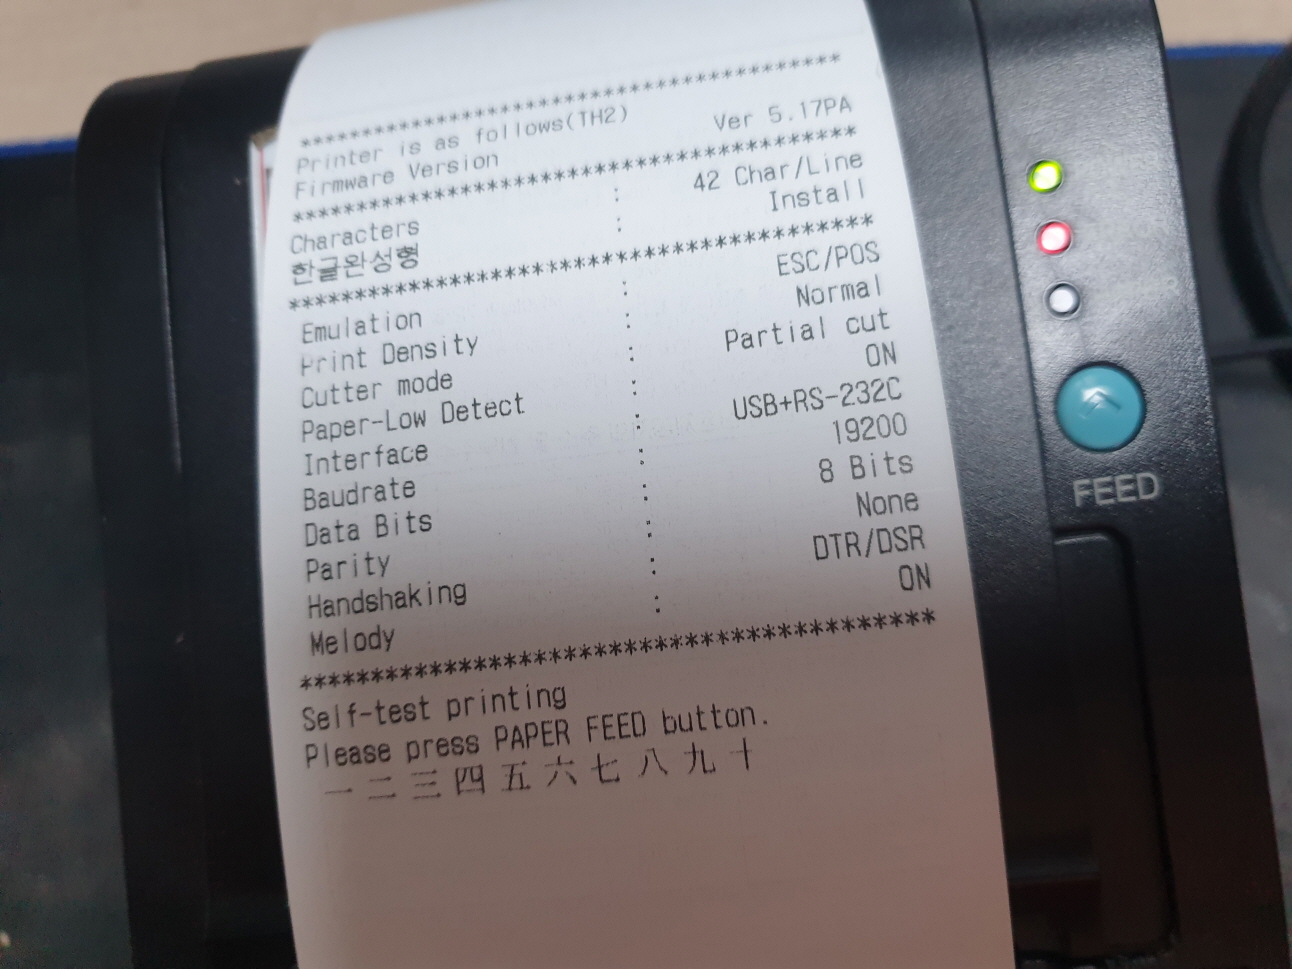 ******************************************
Printer is as follows(TH2)
Firmware Version Ver 5.17PA
******************************************
Characters : 42 Char/Line
한글완성형 : Install
******************************************
Emulation : ESC/POS
Print Density : Normal
Cutter mode : Partial cut
Paper-Low Detect : ON
Interface : USB+RS-232C
Baudrate : 19200
Data Bits : 8 Bits
Parity : None
Handshaking : DTR/DSR
Melody : ON
******************************************
Self-test printing
Please press PAPER FEED button.
一 二 三 四 五 六 七 八 九 十
FEED